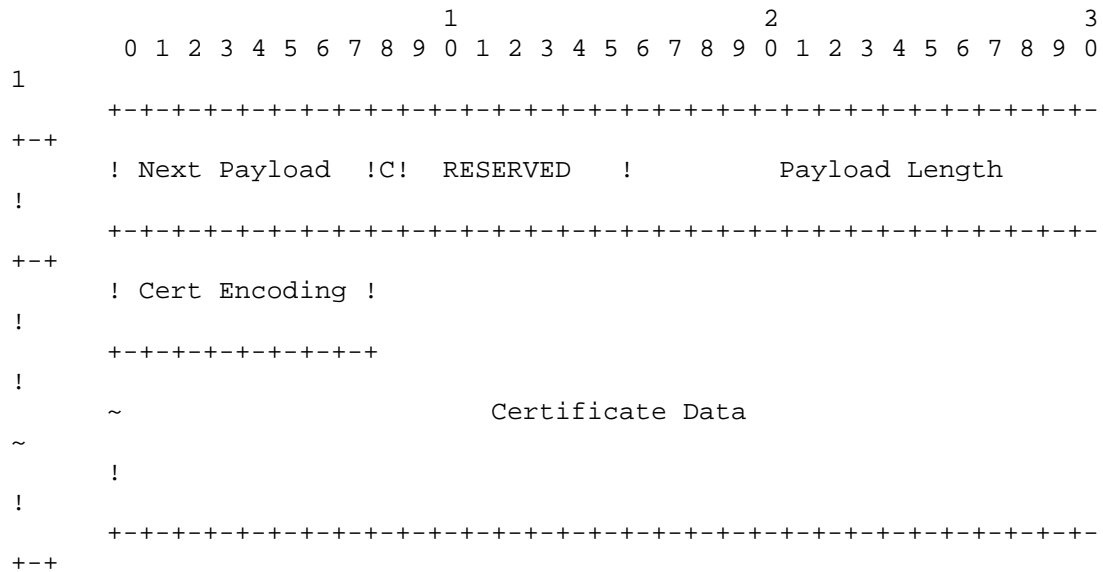 1                   2                   3
       0 1 2 3 4 5 6 7 8 9 0 1 2 3 4 5 6 7 8 9 0 1 2 3 4 5 6 7 8 9 0
1
      +-+-+-+-+-+-+-+-+-+-+-+-+-+-+-+-+-+-+-+-+-+-+-+-+-+-+-+-+-+-+-
+-+
      ! Next Payload  !C!  RESERVED   !         Payload Length
!
      +-+-+-+-+-+-+-+-+-+-+-+-+-+-+-+-+-+-+-+-+-+-+-+-+-+-+-+-+-+-+-
+-+
      ! Cert Encoding !
!
      +-+-+-+-+-+-+-+-+
!
      ~                       Certificate Data
~
      !
!
      +-+-+-+-+-+-+-+-+-+-+-+-+-+-+-+-+-+-+-+-+-+-+-+-+-+-+-+-+-+-+-
+-+